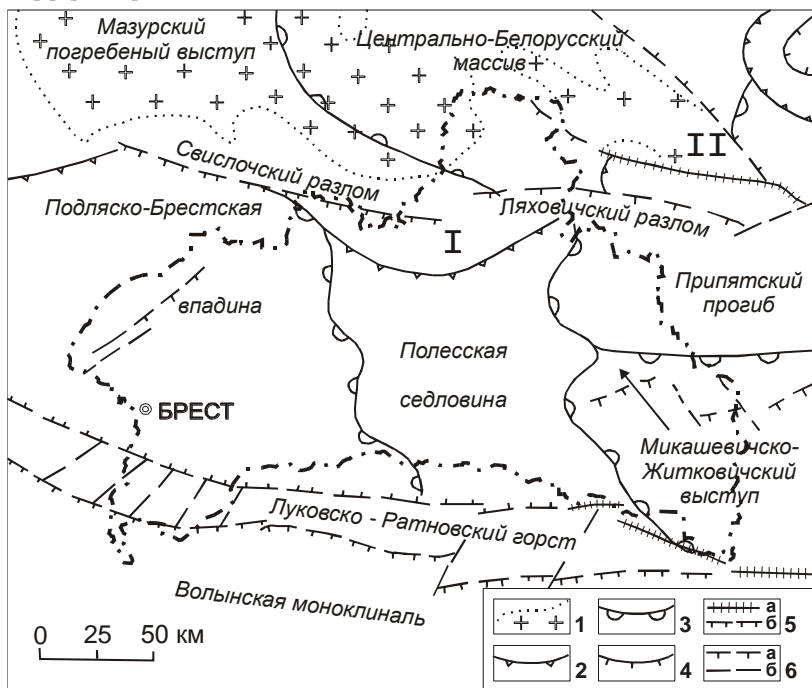 Мазурский
погребеный выступ
Центрально-Белорусский
массив
II
Свислочский разлом
Подляско-Брестская
Ляховичский разлом
I
Припятский
прогиб
впадина
Полесская
седловина
БРЕСТ
Микашевичско-
Житковичский
выступ
Луковско - Ратновский горст
Волынская моноклиналь
0 25 50 км
1
3
а
б
5
2
4
а
б
6